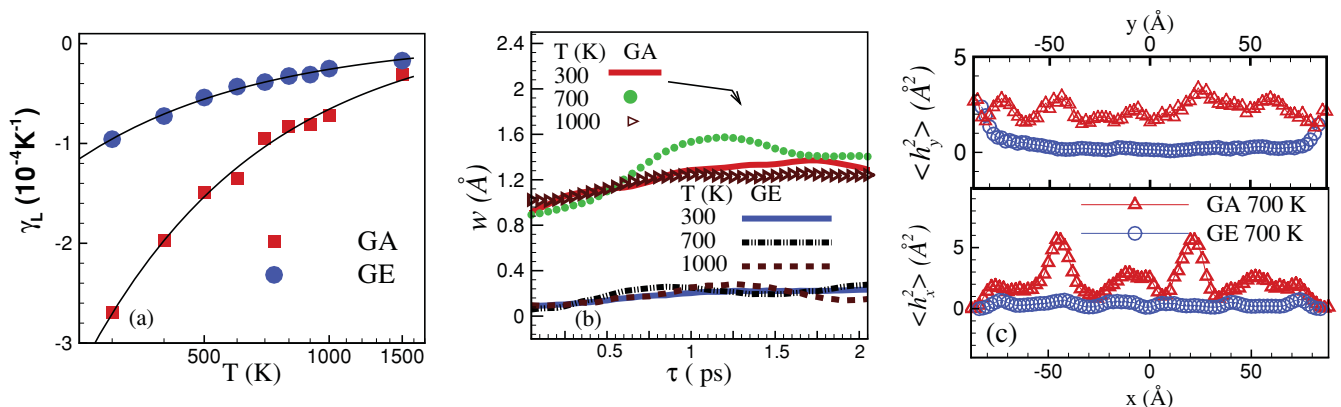 0
-1
-2
-3
γL (10-4K-1)
500
1000
1500
T (K)
(a)
GA
GE
2.4
2
1.6
1.2
0.8
0.4
0
w (Å)
T (K) GA
300
700
1000
T (K) GE
300
700
1000
(b)
0.5
1
1.5
2
τ ( ps)
y (Å)
-50
0
50
5
0
<h²y> (Å²)
GA 700 K
GE 700 K
5
0
<h²x> (Å²)
(c)
-50
0
50
x (Å)